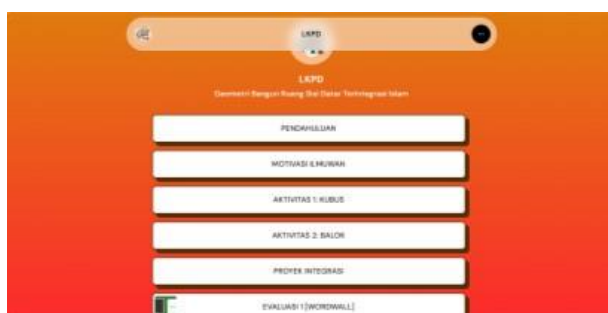 LKPD
LKPD
Geometri Bangun Ruang Sisi Datar Terintegrasi Islam
PENDAHULUAN
MOTIVASI ILMUWAN
AKTIVITAS 1: KUBUS
AKTIVITAS 2: BALOK
PROYEK INTEGRASI
EVALUASI 1 [WORDWALL]